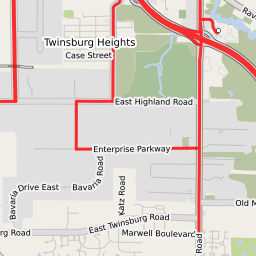 Rav
Twinsburg Heights
Case Street
East Highland Road
Enterprise Parkway
Drive East
Bavaria Road
Katz Road
Bavaria
Old M
East Twinsburg Road
rg Road
Marwell Boulevard
Road